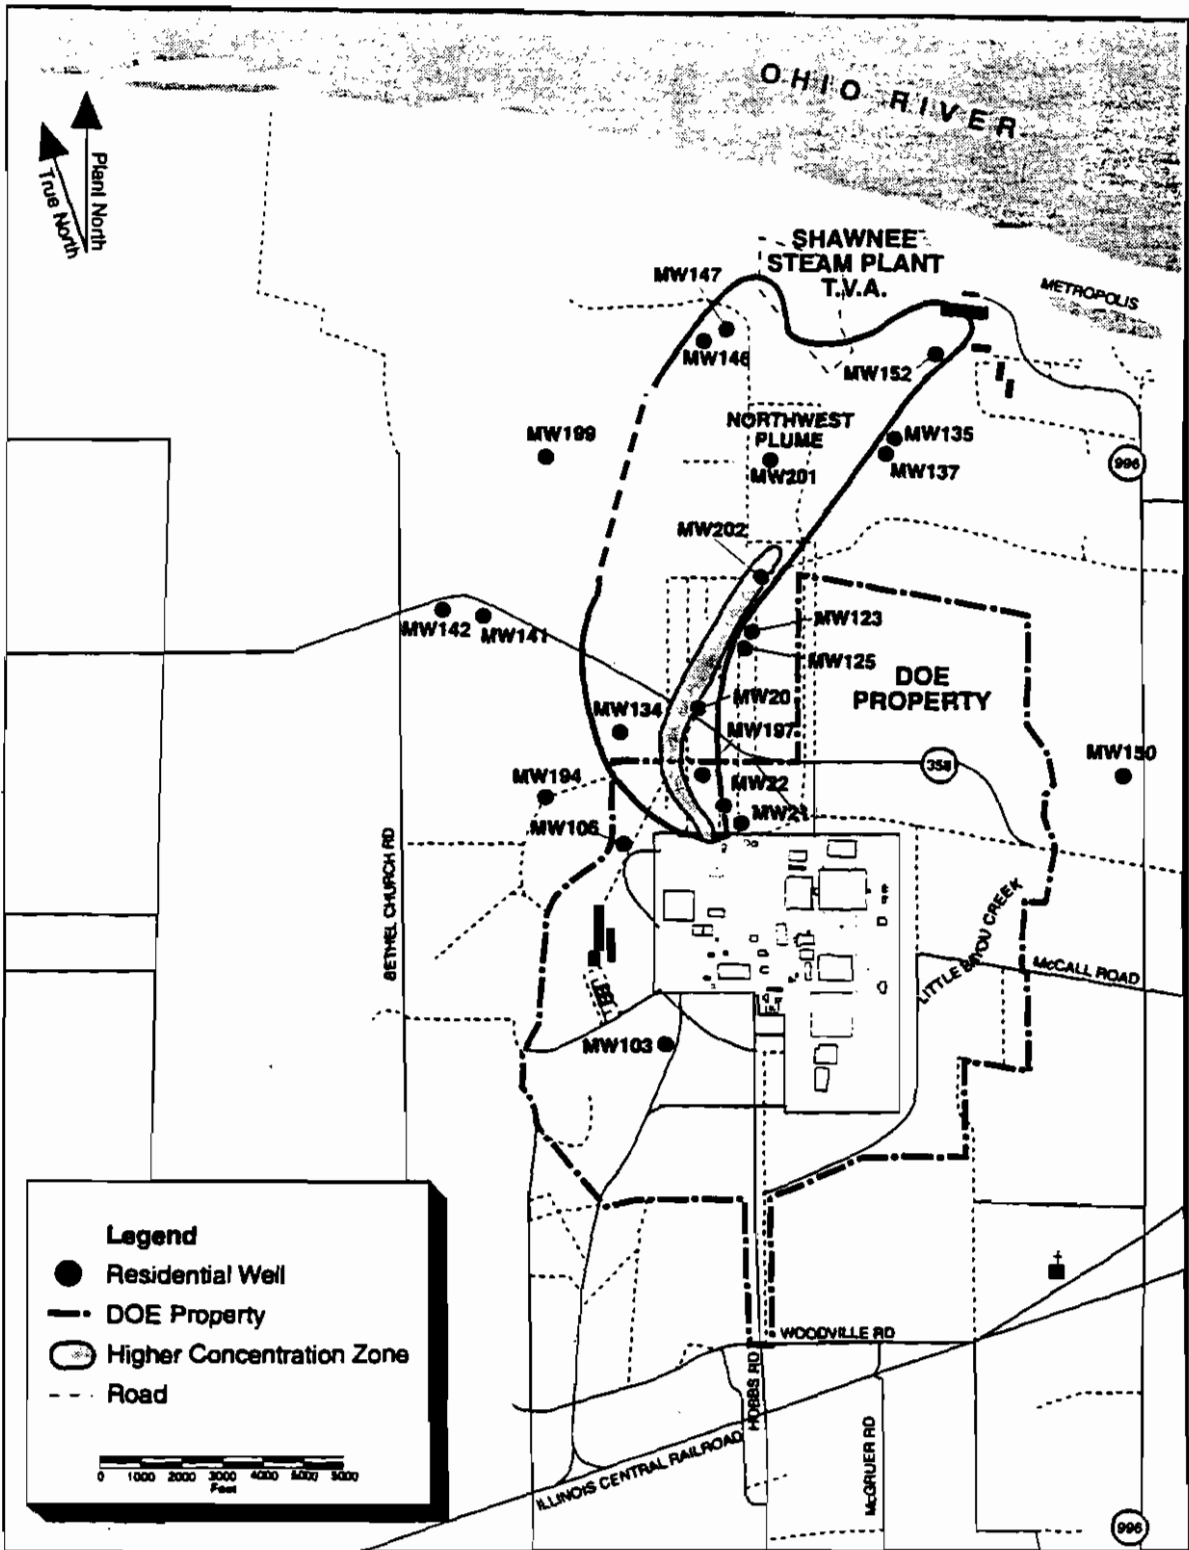 OHIO RIVER
Plant North
True North
SHAWNEE
STEAM PLANT
T.V.A.
METROPOLIS
MW147
MW146
MW152
MW199
NORTHWEST
PLUME
MW201
MW135
MW137
996
MW202
MW142
MW141
MW123
MW125
DOE
PROPERTY
MW20
MW134
MW197
358
MW150
MW194
MW22
MW21
MW106
BETHEL CHURCH RD
LITTLE BAYOU CREEK
McCALL ROAD
MW103
Legend
Residential Well
DOE Property
Higher Concentration Zone
Road
0 1000 2000 3000 4000 5000
Feet
WOODVILLE RD
HOBBS RD
McGRUER RD
ILLINOIS CENTRAL RAILROAD
996